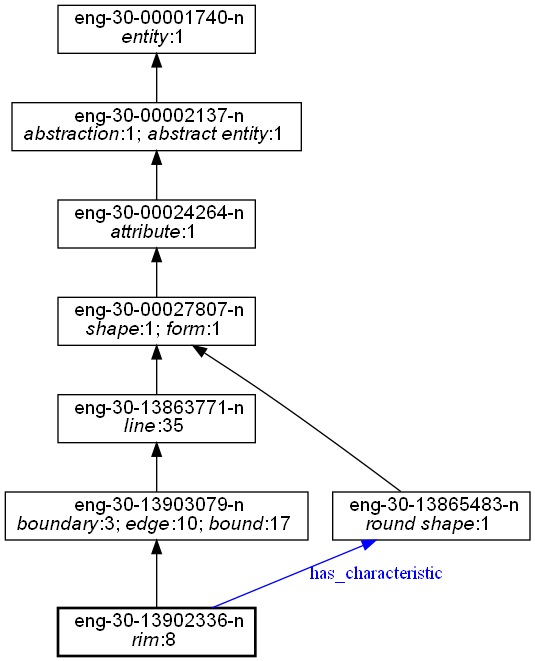 eng-30-00001740-n
entity:1
eng-30-00002137-n
abstraction:1; abstract entity:1
eng-30-00024264-n
attribute:1
eng-30-00027807-n
shape:1; form:1
eng-30-13863771-n
line:35
eng-30-13903079-n
boundary:3; edge:10; bound:17
eng-30-13865483-n
round shape:1
has_characteristic
eng-30-13902336-n
rim:8